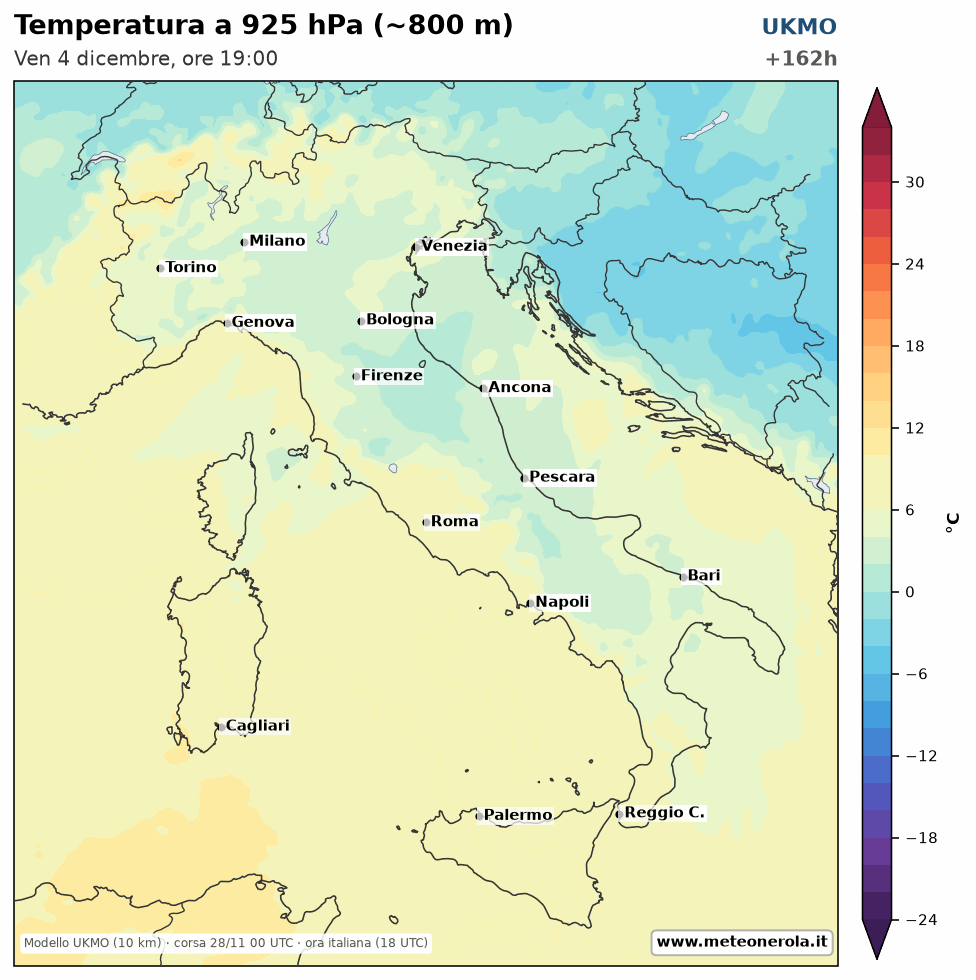 Temperatura a 925 hPa (~800 m)
UKMO
Ven 4 dicembre, ore 19:00
+162h
Milano
Venezia
Torino
Genova
Bologna
Firenze
Ancona
Pescara
Roma
Bari
Napoli
Cagliari
Palermo
Reggio C.
30
24
18
12
6
0
−6
−12
−18
−24
°C
Modello UKMO (10 km) · corsa 28/11 00 UTC · ora italiana (18 UTC)
www.meteonerola.it